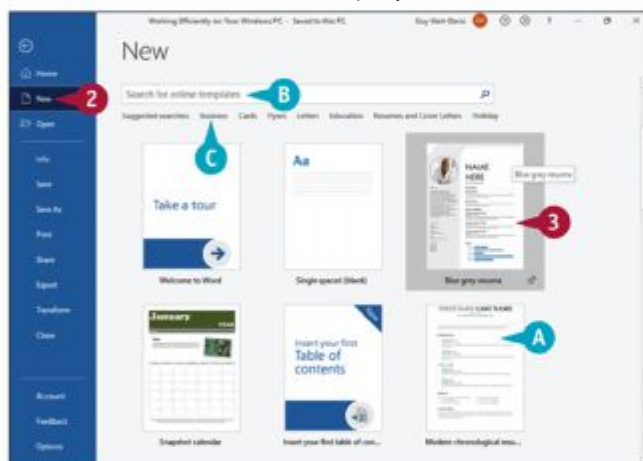 Working Efficiently on Your Windows PC - Saved to this PC
Guy Hart-Davis
?
New
Home
New
2
Open
Search for online templates
B
Suggested searches: Business Cards Flyers Letters Education Resumes and Cover Letters Holiday
C
Info
Save
Save As
Print
Share
Export
Transform
Close
Account
Feedback
Options
Take a tour
Aa
NAME
HERE
Blue grey resume
3
Welcome to Word
Single spaced (blank)
Blue grey resume
January
Insert your first
Table of
contents
New
A
Snapshot calendar
Insert your first table of con...
Modern chronological resu...